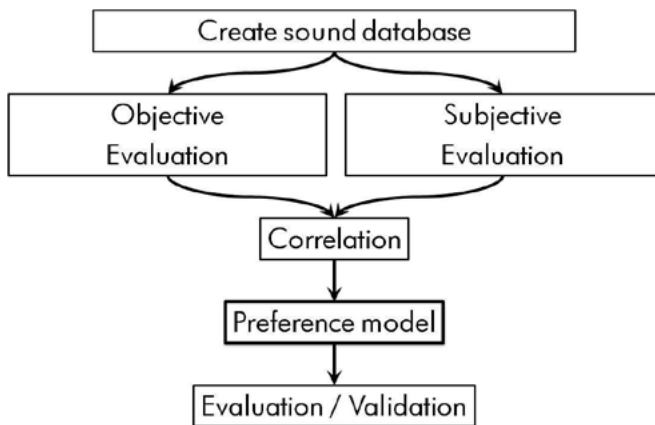 Create sound database
Objective
Evaluation
Subjective
Evaluation
Correlation
Preference model
Evaluation / Validation